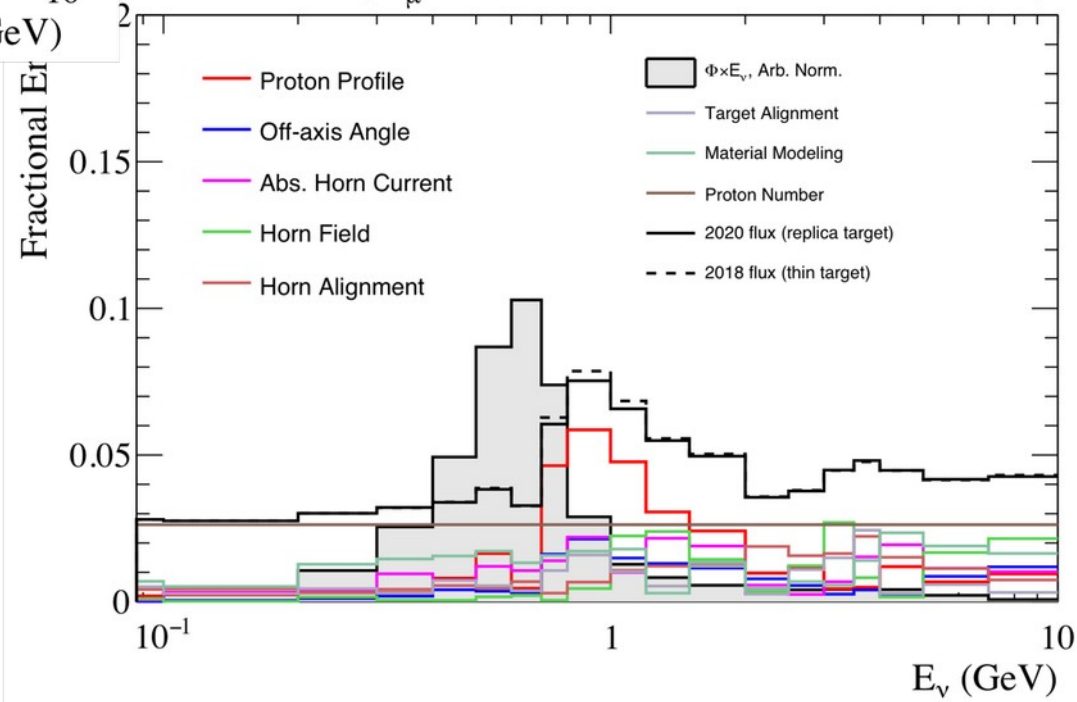 GeV)
Fractional Er
2
0.15
0.1
0.05
0
Proton Profile
Off-axis Angle
Abs. Horn Current
Horn Field
Horn Alignment
Φ×Eν, Arb. Norm.
Target Alignment
Material Modeling
Proton Number
2020 flux (replica target)
2018 flux (thin target)
10⁻¹
1
10
Eν (GeV)